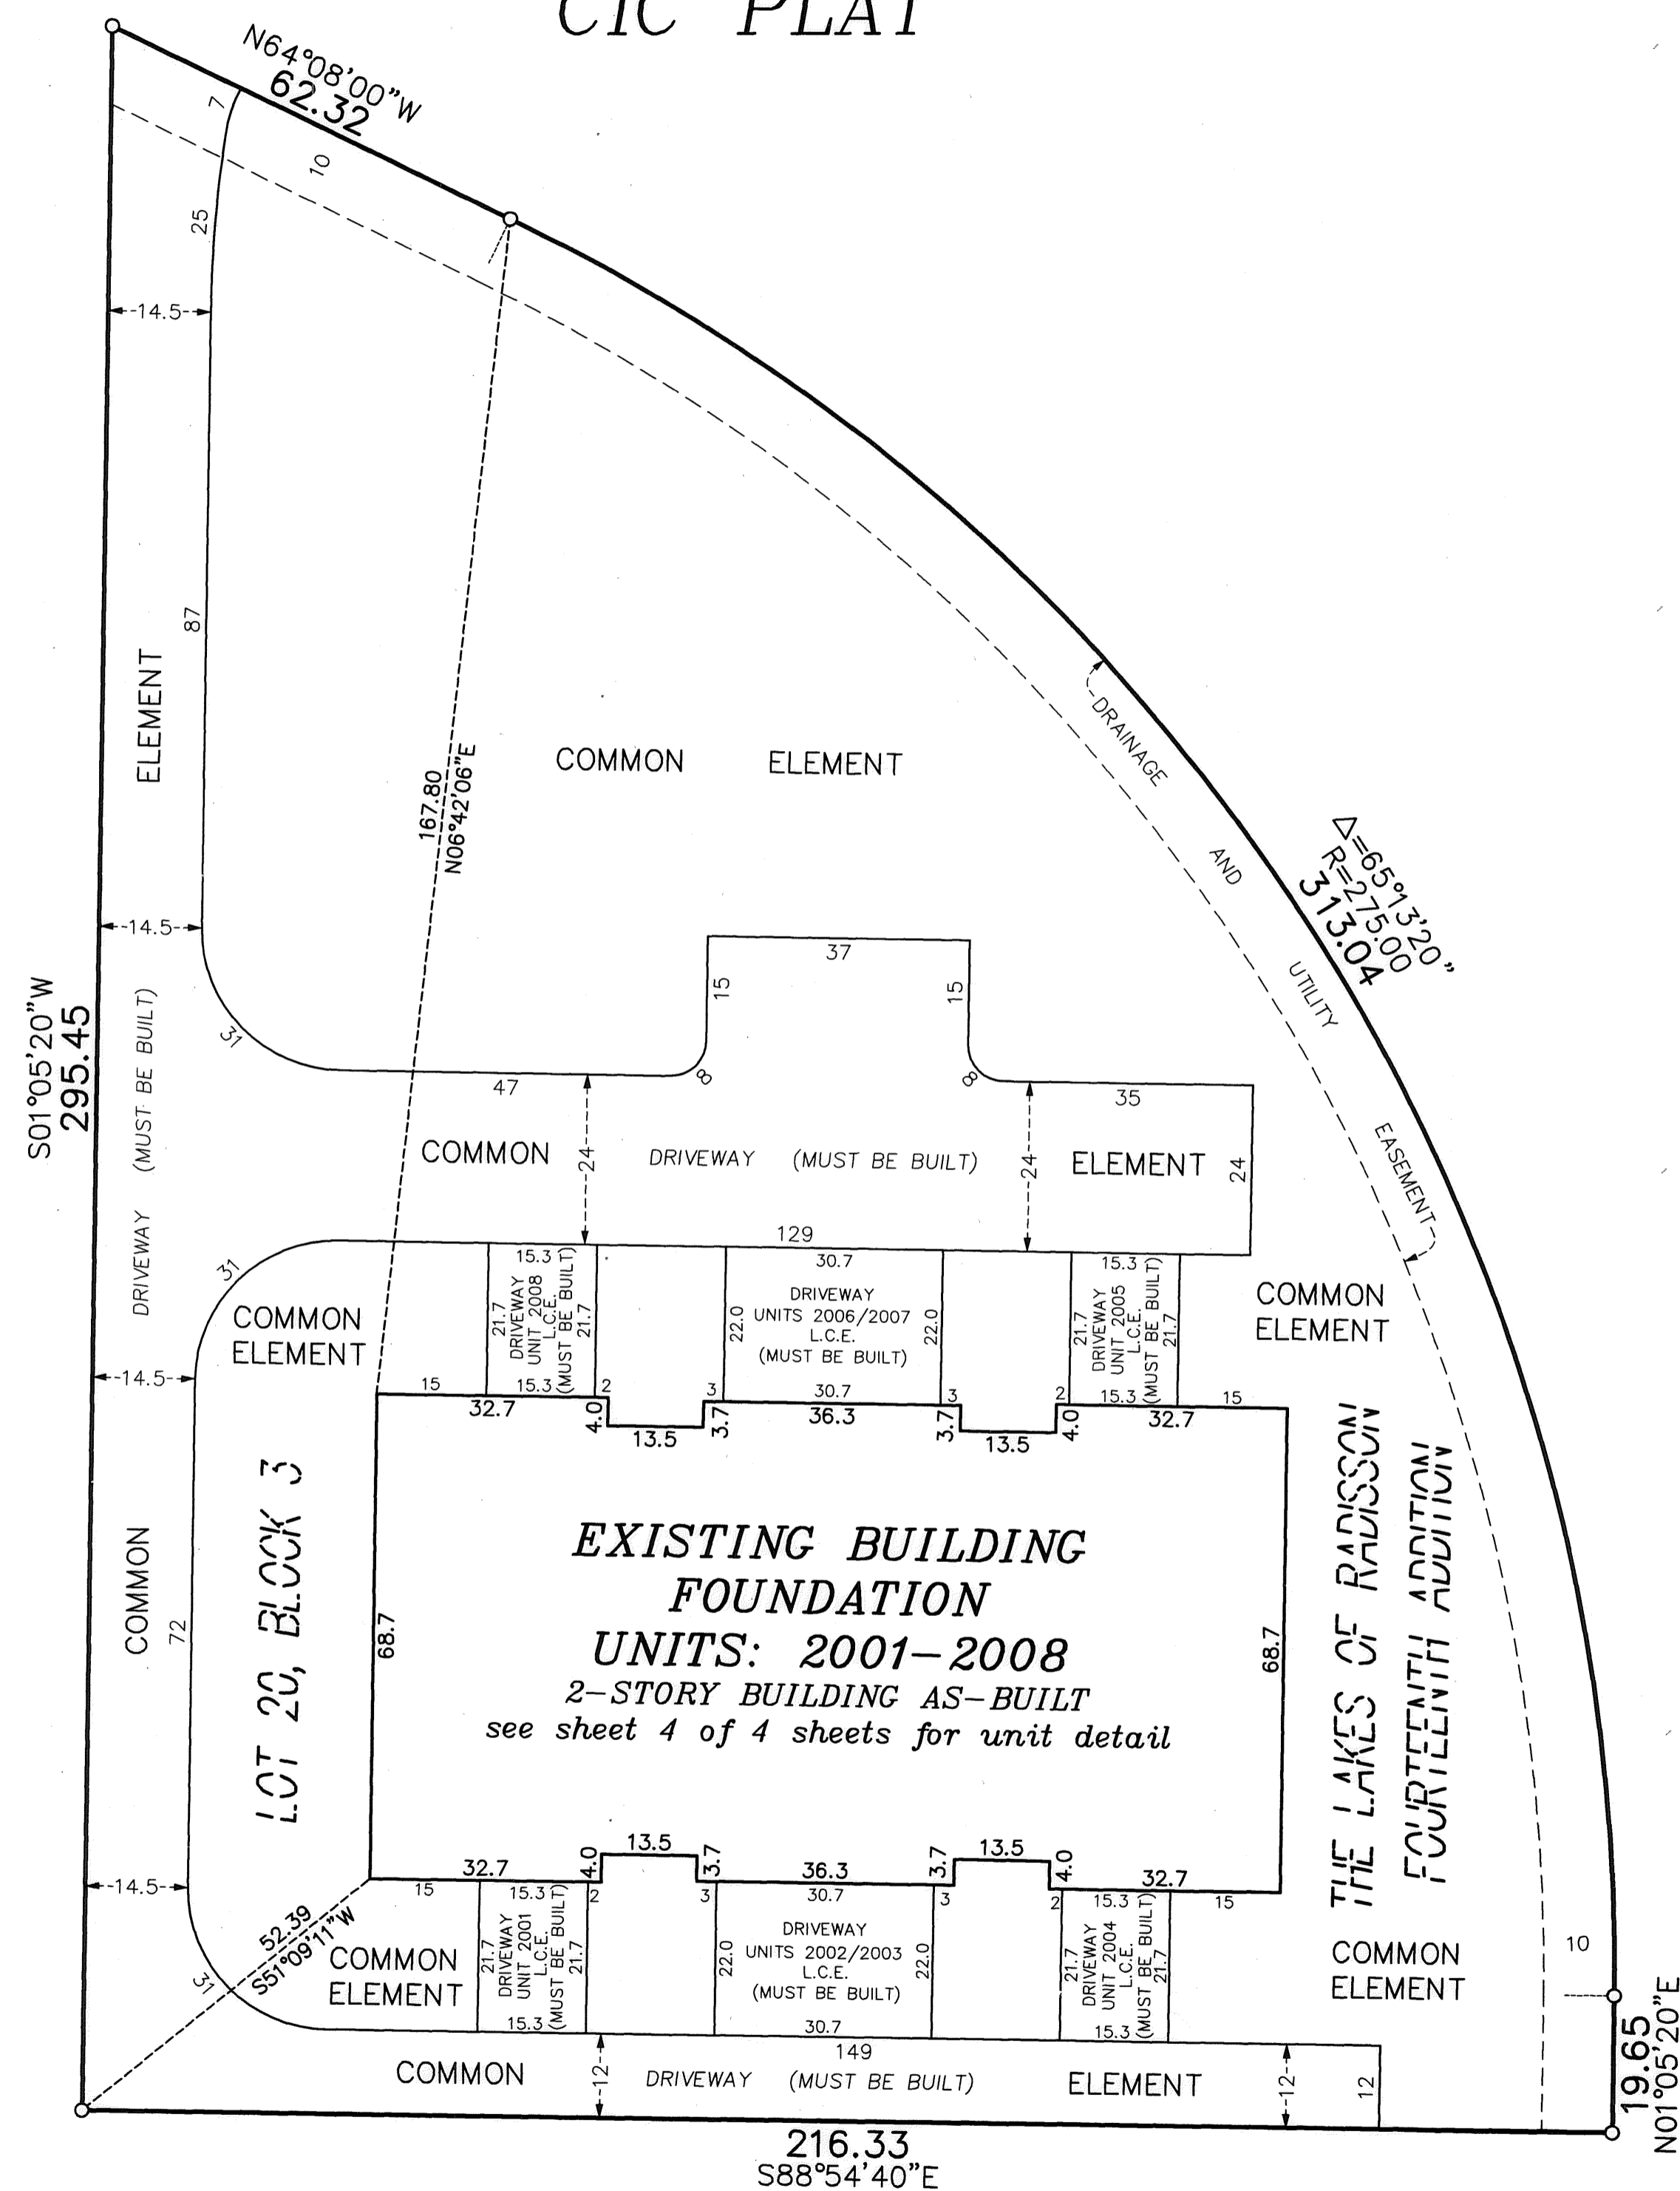 CIC PLAT
N64°08'00"W
62.32
7
10
25
-14.5-
87
ELEMENT
COMMON ELEMENT
167.80
N06°42'06"E
DRAINAGE
AND
UTILITY
EASEMENT
Δ=65°13'20"
R=275.00
313.04
-14.5-
37
15
15
S01°05'20"W
295.45
DRIVEWAY (MUST BE BUILT)
31
47
8
8
35
COMMON
24
DRIVEWAY (MUST BE BUILT)
24
ELEMENT
24
129
31
15.3
DRIVEWAY
UNIT 2008
L.C.E.
(MUST BE BUILT)
21.7
21.7
15.3
30.7
DRIVEWAY
UNITS 2006/2007
L.C.E.
(MUST BE BUILT)
22.0
22.0
30.7
15.3
DRIVEWAY
UNIT 2005
L.C.E.
(MUST BE BUILT)
21.7
21.7
15.3
COMMON
ELEMENT
COMMON
ELEMENT
-14.5-
15
2
3
3
2
15
32.7
4.0
13.5
3.7
36.3
3.7
13.5
4.0
32.7
COMMON
72
LOT 20, BLOCK 3
68.7
EXISTING BUILDING
FOUNDATION
UNITS: 2001-2008
2-STORY BUILDING AS-BUILT
see sheet 4 of 4 sheets for unit detail
68.7
THE LAKES OF RADISSON
FOURTEENTH ADDITION
32.7
4.0
13.5
3.7
36.3
3.7
13.5
4.0
32.7
-14.5-
15
2
3
3
2
15
52.39
S51°09'11"W
31
COMMON
ELEMENT
15.3
DRIVEWAY
UNIT 2001
L.C.E.
(MUST BE BUILT)
21.7
21.7
15.3
30.7
DRIVEWAY
UNITS 2002/2003
L.C.E.
(MUST BE BUILT)
22.0
22.0
30.7
15.3
DRIVEWAY
UNIT 2004
L.C.E.
(MUST BE BUILT)
21.7
21.7
15.3
COMMON
ELEMENT
10
19.65
N01°05'20"E
149
COMMON
-12-
DRIVEWAY (MUST BE BUILT)
ELEMENT
-12-
12
216.33
S88°54'40"E